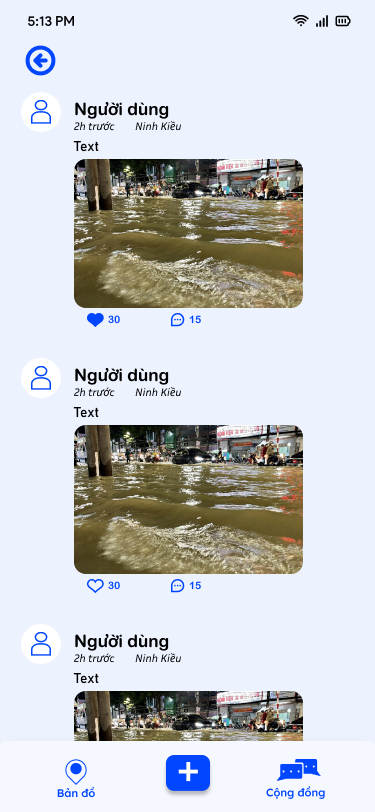 5:13 PM
Người dùng
2h trước Ninh Kiều
Text
30 15
Người dùng
2h trước Ninh Kiều
Text
30 15
Người dùng
2h trước Ninh Kiều
Text
Bản đồ Cộng đồng